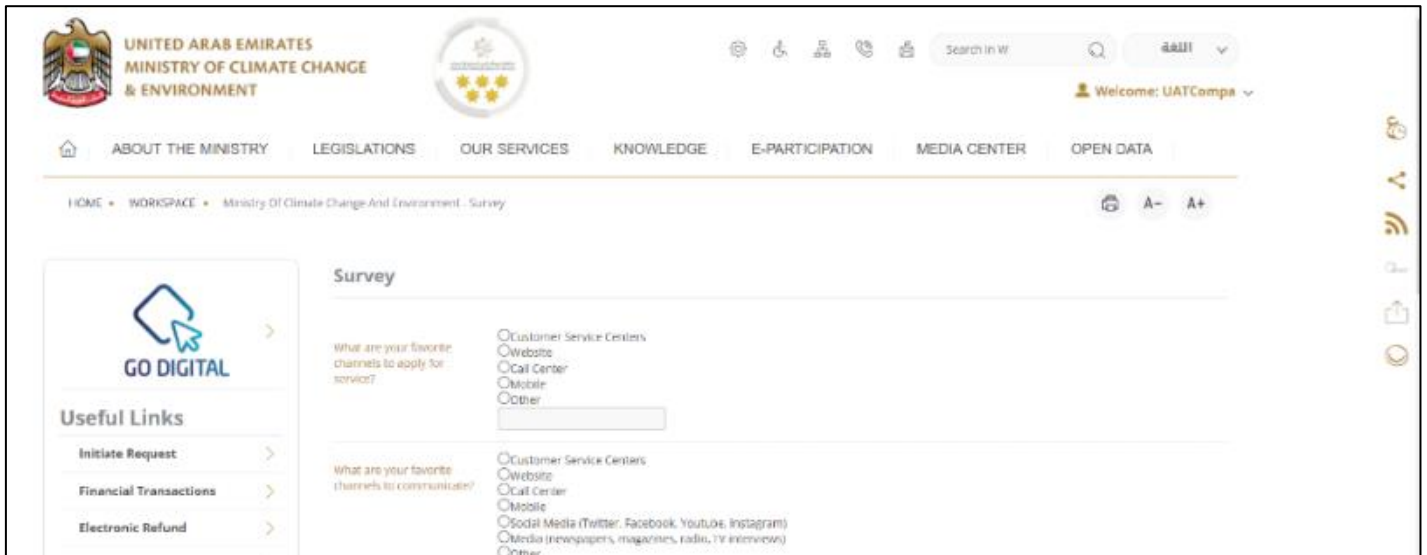 UNITED ARAB EMIRATES
MINISTRY OF CLIMATE CHANGE
& ENVIRONMENT
Search in W
اللغة
Welcome: UATCompa
ABOUT THE MINISTRY
LEGISLATIONS
OUR SERVICES
KNOWLEDGE
E-PARTICIPATION
MEDIA CENTER
OPEN DATA
HOME • WORKSPACE • Ministry Of Climate Change And Environment - Survey
A- A+
GO DIGITAL
Useful Links
Initiate Request
Financial Transactions
Electronic Refund
Survey
What are your favorite
channels to apply for
service?
Customer Service Centers
Website
Call Center
Mobile
Other
What are your favorite
channels to communicate?
Customer Service Centers
Website
Call Center
Mobile
Social Media (Twitter, Facebook, Youtube, Instagram)
Media (newspapers, magazines, radio, TV interviews)
Other